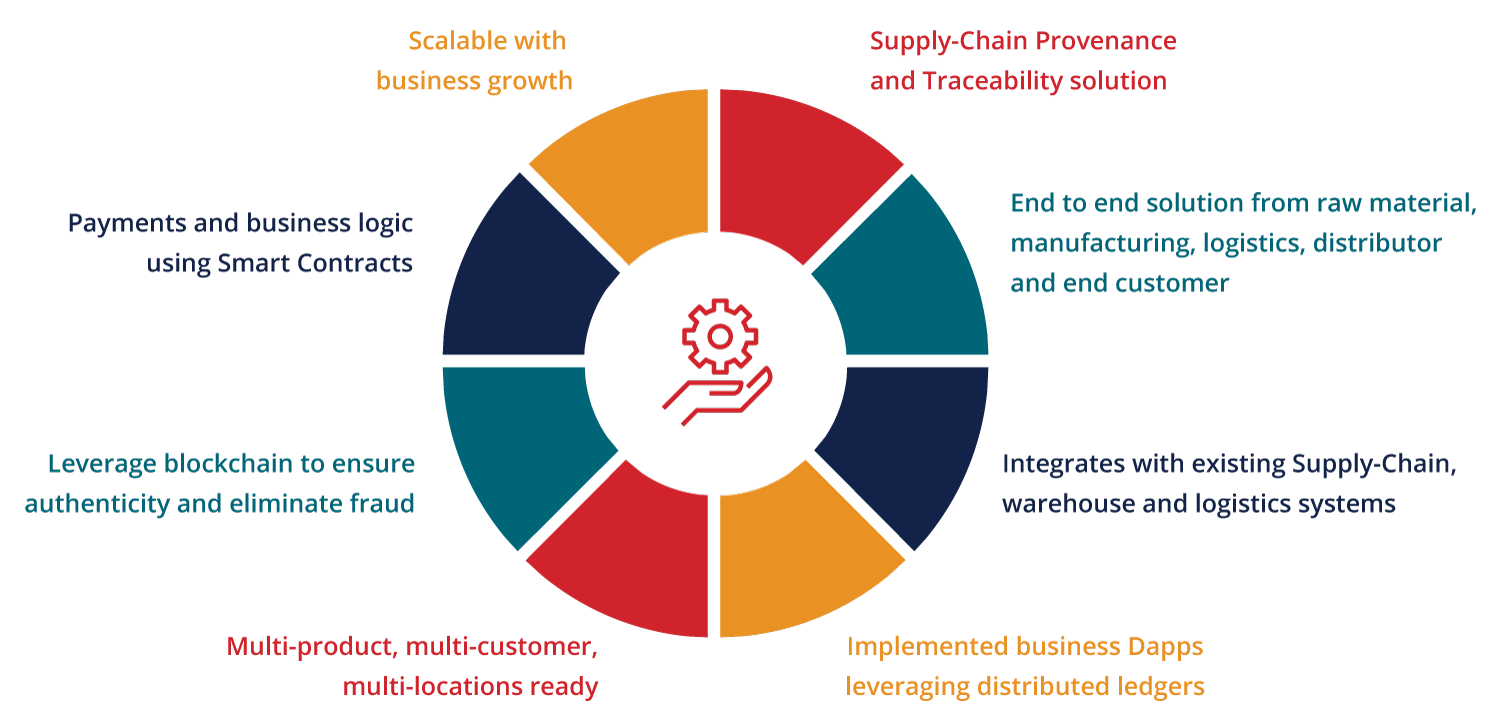 Scalable with
business growth
Supply-Chain Provenance
and Traceability solution
End to end solution from raw material,
manufacturing, logistics, distributor
and end customer
Payments and business logic
using Smart Contracts
Leverage blockchain to ensure
authenticity and eliminate fraud
Integrates with existing Supply-Chain,
warehouse and logistics systems
Multi-product, multi-customer,
multi-locations ready
Implemented business Dapps
leveraging distributed ledgers